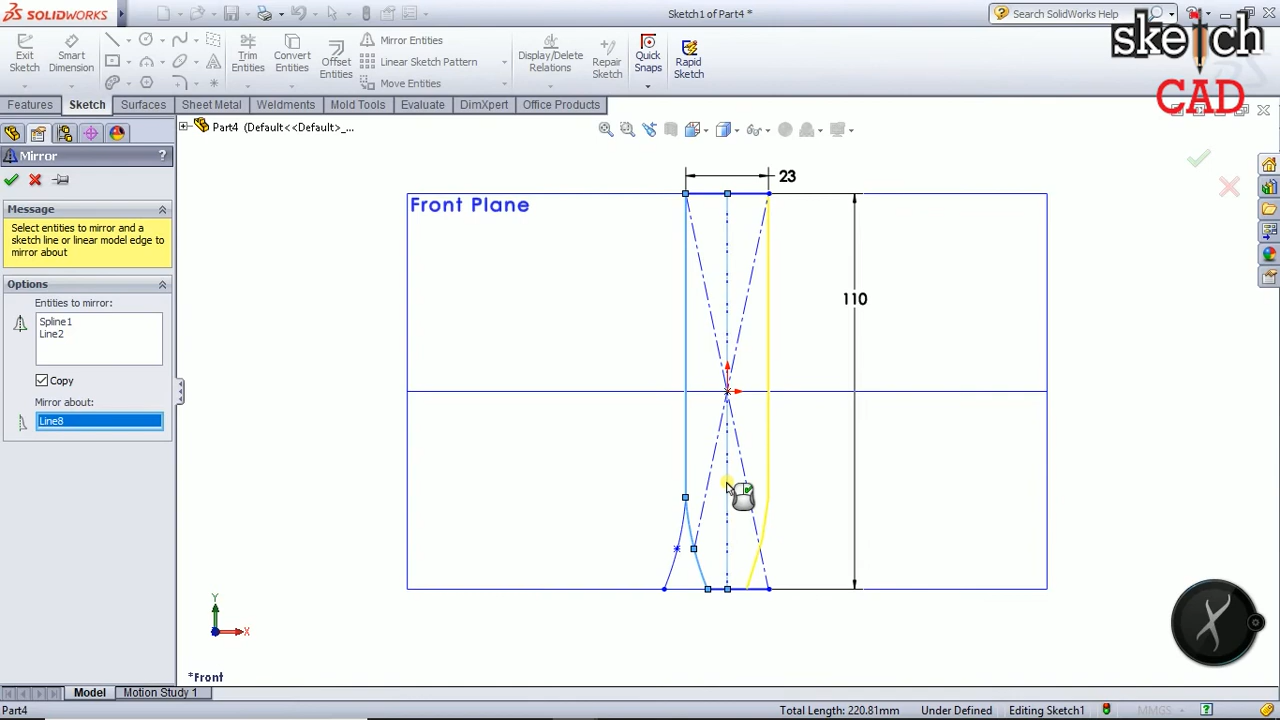 SOLIDWORKS
Sketch1 of Part4 *
Search SolidWorks Help
sketch
CAD
Exit Sketch
Smart Dimension
Trim Entities
Convert Entities
Offset Entities
Mirror Entities
Linear Sketch Pattern
Move Entities
Display/Delete Relations
Repair Sketch
Quick Snaps
Rapid Sketch
Features
Sketch
Surfaces
Sheet Metal
Weldments
Mold Tools
Evaluate
DimXpert
Office Products
Part4 (Default<<Default>_...
Mirror
?
Message
Select entities to mirror and a
sketch line or linear model edge to
mirror about
Options
Entities to mirror:
Spline1
Line2
Copy
Mirror about:
Line8
23
Front Plane
110
Y
X
*Front
Model
Motion Study 1
Part4
Total Length: 220.81mm
Under Defined
Editing Sketch1
MMGS
?